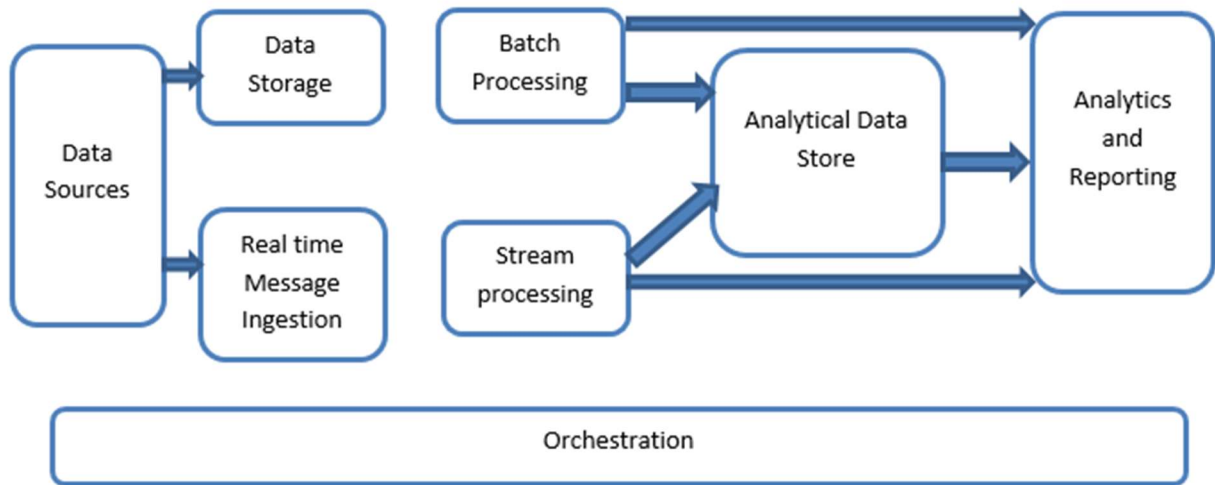 Data
Sources
Data
Storage
Real time
Message
Ingestion
Batch
Processing
Stream
processing
Analytical Data
Store
Analytics
and
Reporting
Orchestration